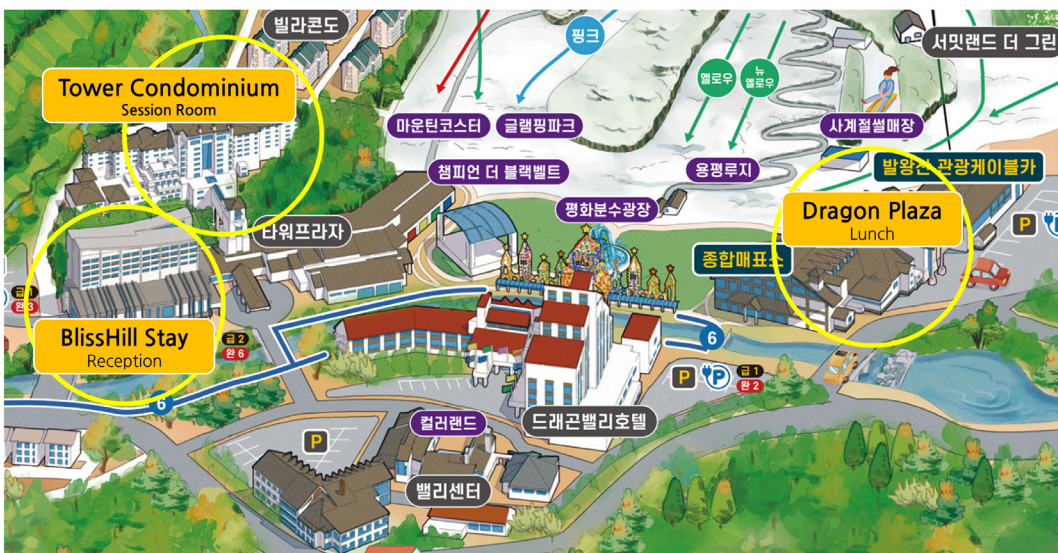 빌라콘도
핑크
서밋랜드 더 그린
Tower Condominium
Session Room
옐로우
뉴
옐로우
마운틴코스터
글램핑파크
사계절썰매장
챔피언 더 블랙벨트
용평루지
발왕산 관광케이블카
평화분수광장
Dragon Plaza
Lunch
P
P
타워프라자
종합매표소
급 1
완 3
BlissHill Stay
Reception
급 2
완 6
6
6
P
P
급 1
완 2
컬러랜드
드래곤밸리호텔
P
밸리센터